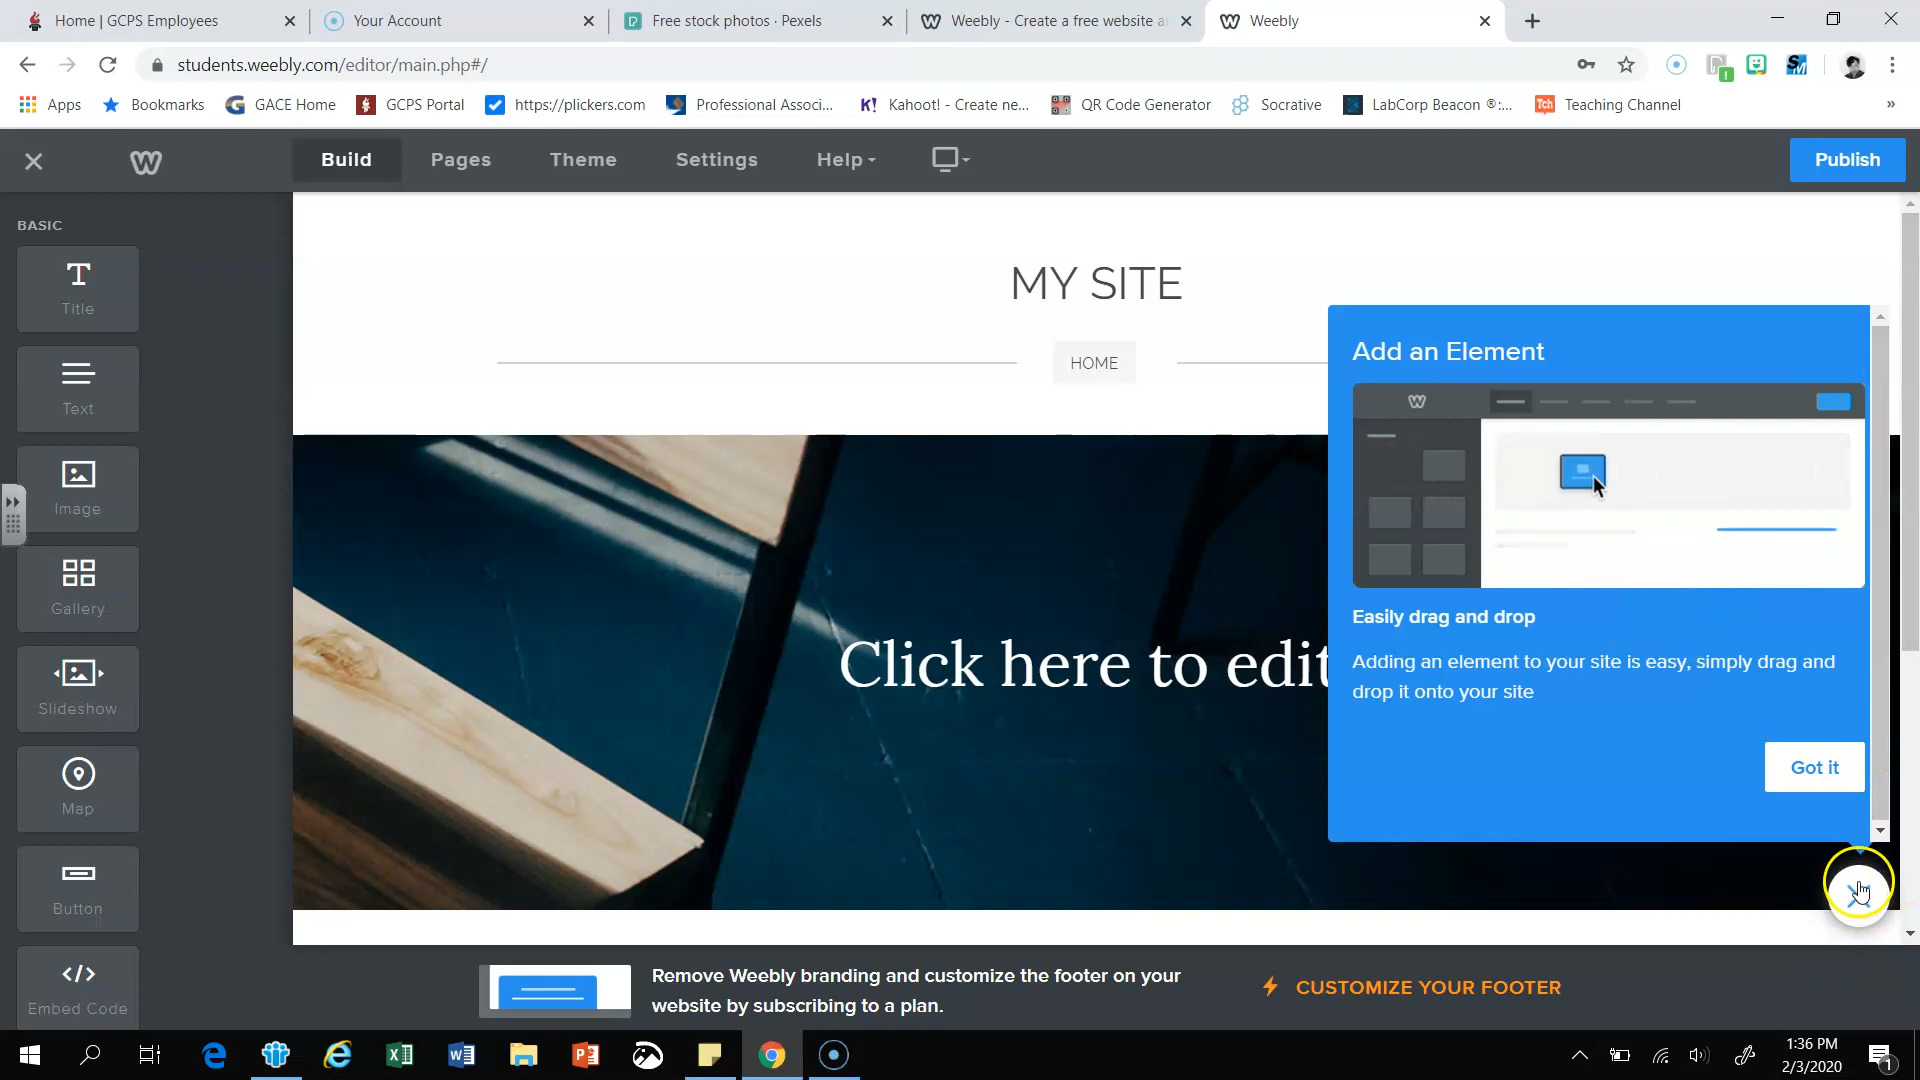 Home | GCPS Employees
Your Account
Free stock photos · Pexels
Weebly - Create a free website a
Weebly
students.weebly.com/editor/main.php#/
Apps
Bookmarks
GACE Home
GCPS Portal
https://plickers.com
Professional Associ...
K! Kahoot! - Create ne...
QR Code Generator
Socrative
LabCorp Beacon ®:...
Tch Teaching Channel
»
Build
Pages
Theme
Settings
Help
Publish
BASIC
Title
Text
Image
Gallery
Slideshow
Map
Button
Embed Code
MY SITE
HOME
Click here to edit
Add an Element
Easily drag and drop
Adding an element to your site is easy, simply drag and
drop it onto your site
Got it
Remove Weebly branding and customize the footer on your
website by subscribing to a plan.
CUSTOMIZE YOUR FOOTER
1:36 PM
2/3/2020
1